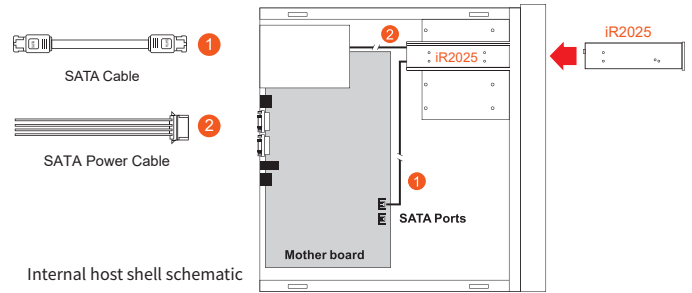 1
SATA Cable
2
SATA Power Cable
Internal host shell schematic
2
iR2025
iR2025
1
SATA Ports
Mother board